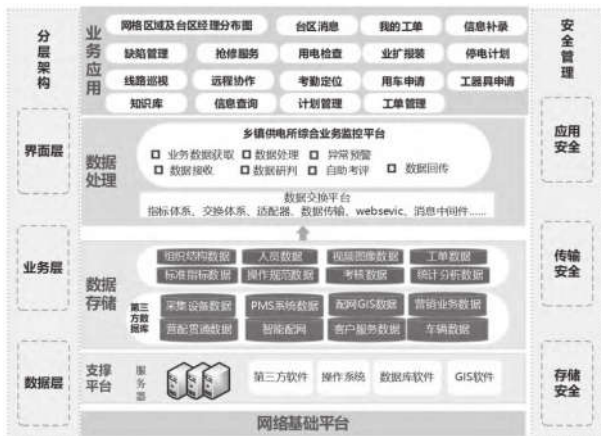 分层架构
界面层
业务层
数据层
业务应用
网格区域及台区经理分布图 台区消息 我的工单 信息补录
缺陷管理 抢修服务 用电检查 业扩报装 停电计划
线路巡视 远程协作 考勤定位 用车申请 工器具申请
知识库 信息查询 计划管理 工单管理
数据处理
乡镇供电所综合业务监控平台
业务数据获取 数据处理 异常预警
数据接收 数据研判 自助考评 数据回传
数据交换平台
指标体系、交换体系、适配器、数据传输、websevic、消息中间件......
数据存储
组织结构数据 人员数据 视频图像数据 工单数据
标准指标数据 操作规范数据 考核数据 统计分析数据
第三方数据库
采集设备数据 PMS系统数据 配网GIS数据 营销业务数据
营配贯通数据 智能配网 客户服务数据 车辆数据
支撑平台
服务器
第三方软件 操作系统 数据库软件 GIS软件
网络基础平台
安全管理
应用安全
传输安全
存储安全